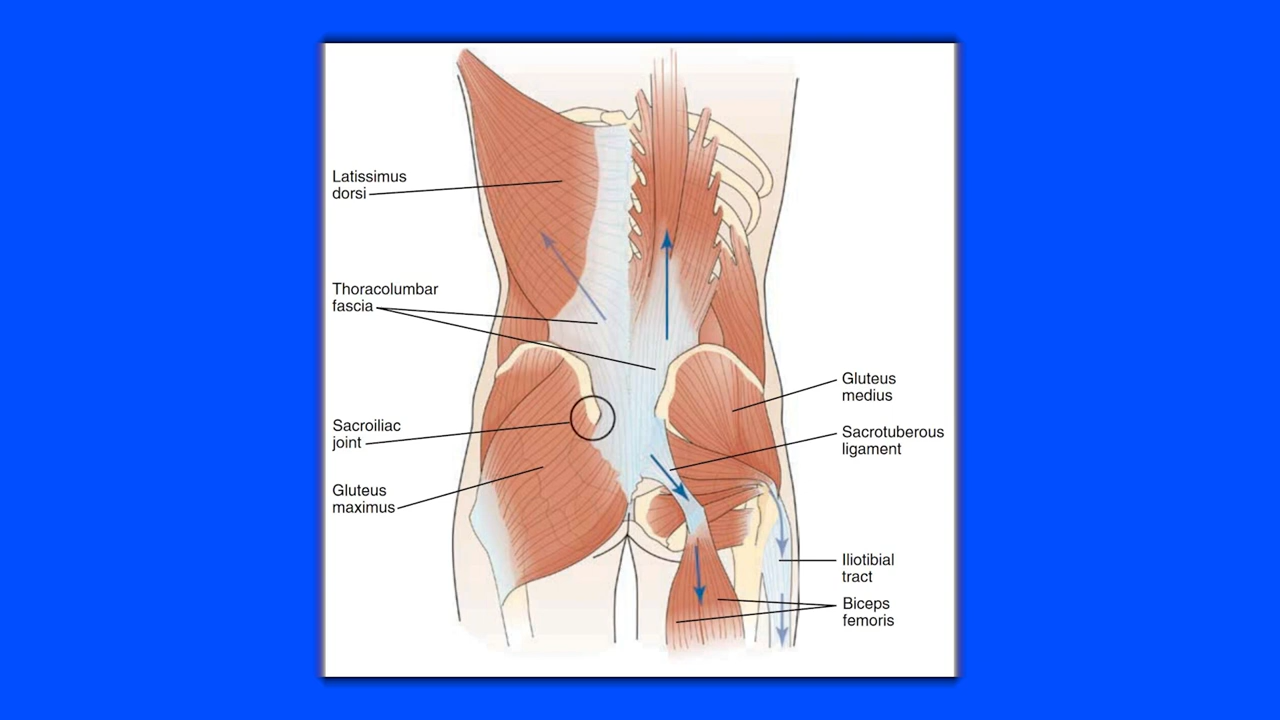 Latissimus
dorsi
Thoracolumbar
fascia
Sacroiliac
joint
Gluteus
maximus
Gluteus
medius
Sacrotuberous
ligament
Iliotibial
tract
Biceps
femoris